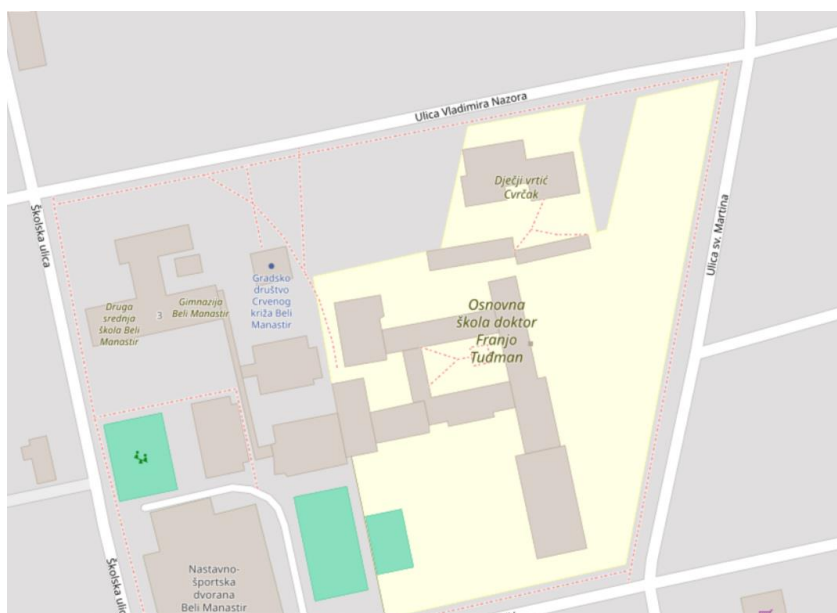 Ulica Vladimira Nazora
Dječji vrtić
Cvrčak
Školska ulica
Ulica sv. Martina
Gradsko
društvo
Crvenog
križa Beli
Manastir
Druga
srednja
škola Beli
Manastir
3
Gimnazija
Beli Manastir
Osnovna
škola doktor
Franjo
Tuđman
Školska ulic
Nastavno-
športska
dvorana
Beli Manastir